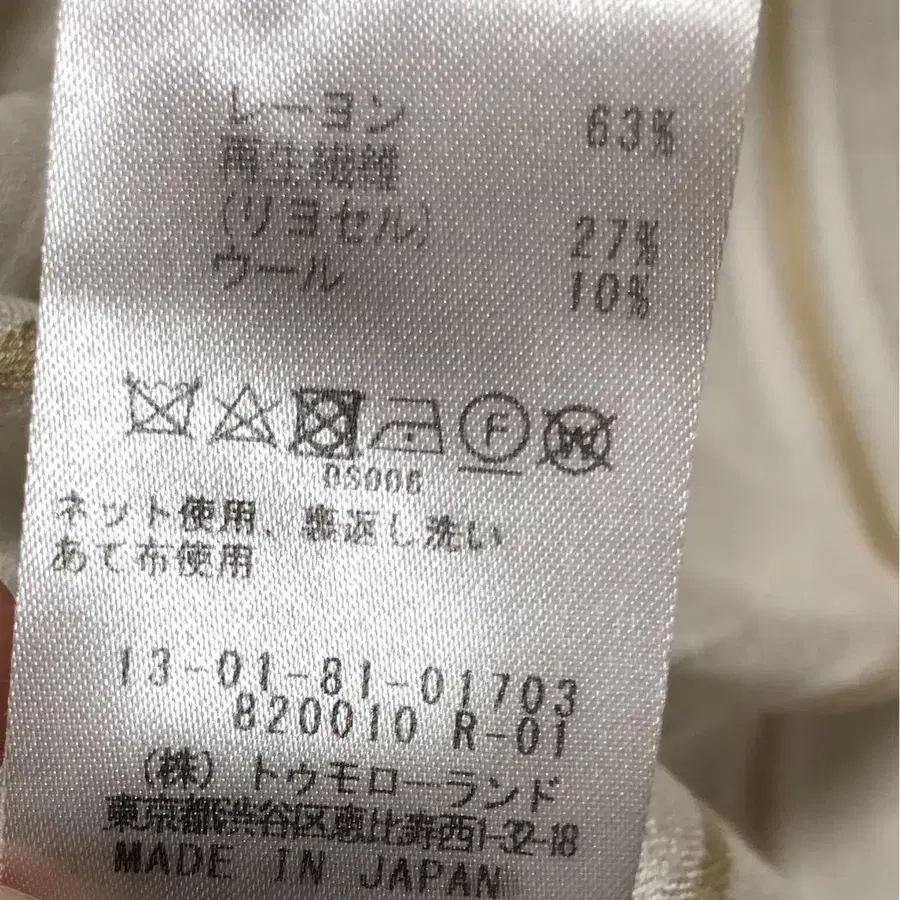 レーヨン 63%
再生繊維
(リヨセル) 27%
ウール 10%
F
W
0S006
ネット使用、裏返し洗い
あて布使用
13-01-81-01703
820010 R-01
(株)トゥモローランド
東京都渋谷区恵比寿西1-32-18
MADE IN JAPAN